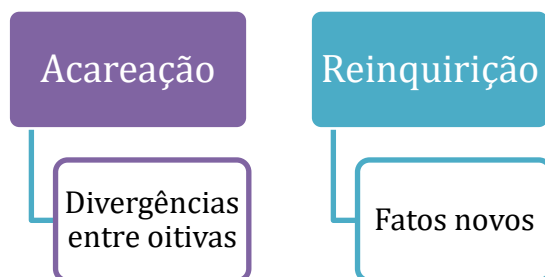 Acareação
Divergências
entre oitivas
Reinquirição
Fatos novos